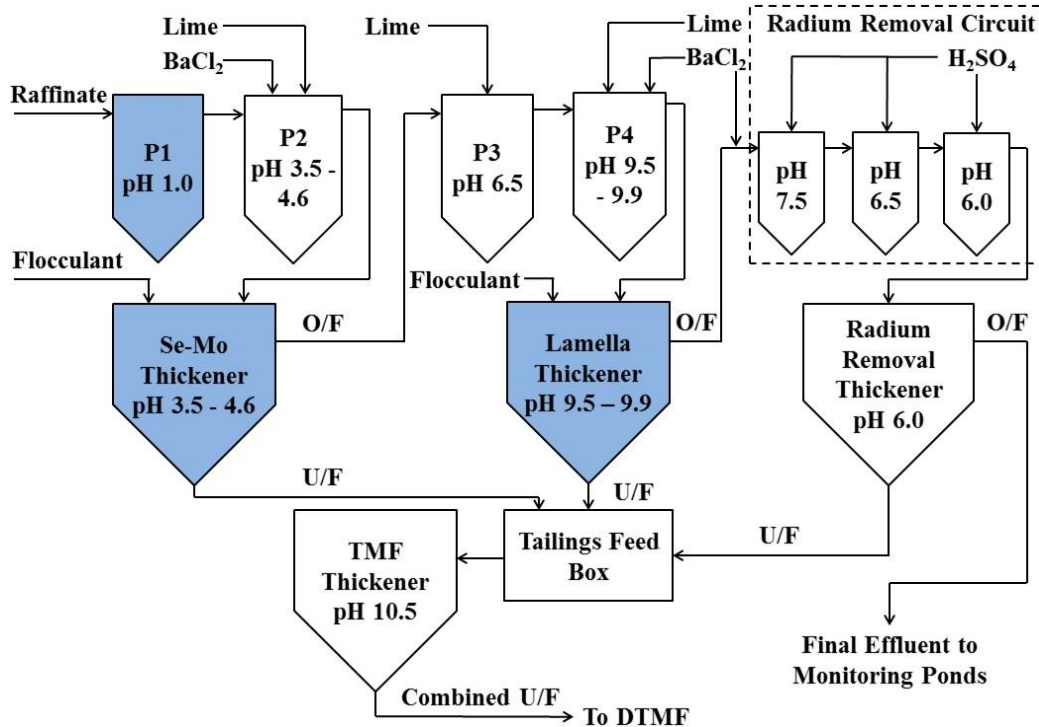 Lime
BaCl₂
Raffinate
P1
pH 1.0
P2
pH 3.5 -
4.6
Lime
P3
pH 6.5
Lime
BaCl₂
P4
pH 9.5
- 9.9
Radium Removal Circuit
H₂SO₄
pH
7.5
pH
6.5
pH
6.0
Flocculant
Se-Mo
Thickener
pH 3.5 - 4.6
O/F
Flocculant
Lamella
Thickener
pH 9.5 – 9.9
O/F
Radium
Removal
Thickener
pH 6.0
O/F
U/F
U/F
U/F
Tailings Feed
Box
TMF
Thickener
pH 10.5
Combined U/F
To DTMF
Final Effluent to
Monitoring Ponds